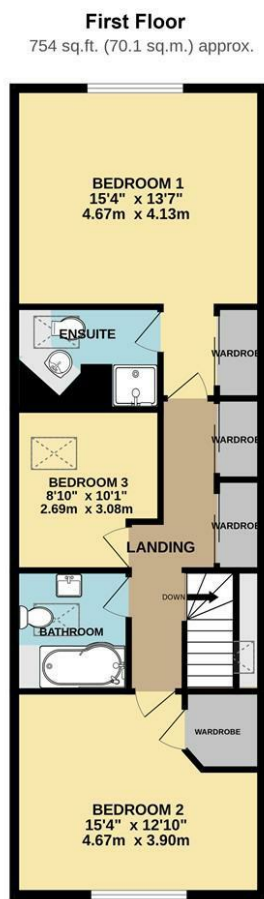 First Floor
754 sq.ft. (70.1 sq.m.) approx.
BEDROOM 1
15'4" x 13'7"
4.67m x 4.13m
ENSUITE
WARDROBE
WARDROBE
BEDROOM 3
8'10" x 10'1"
2.69m x 3.08m
WARDROBE
LANDING
DOWN
BATHROOM
WARDROBE
BEDROOM 2
15'4" x 12'10"
4.67m x 3.90m